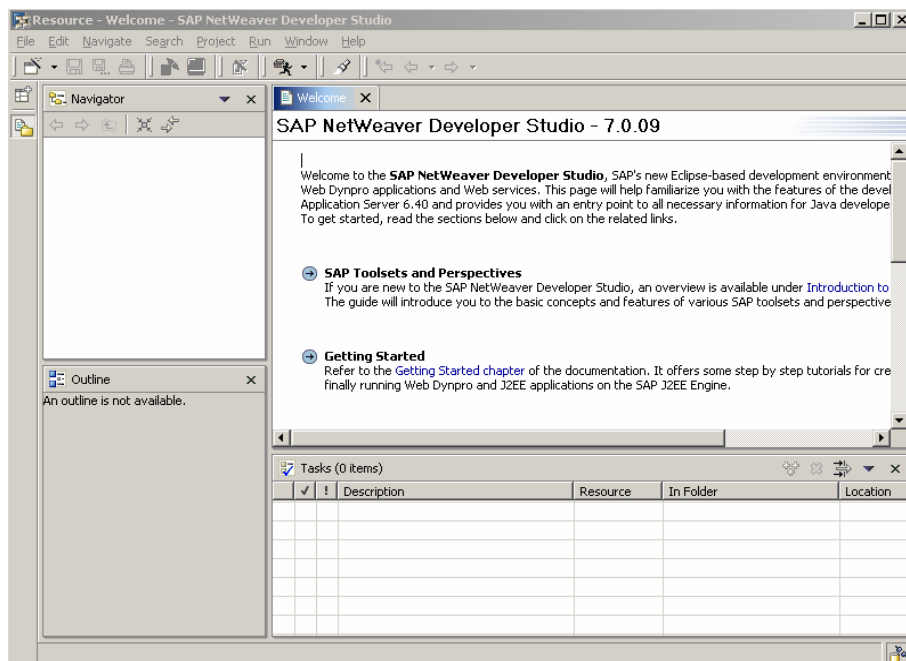 Resource - Welcome - SAP NetWeaver Developer Studio
File Edit Navigate Search Project Run Window Help
Navigator
Welcome
SAP NetWeaver Developer Studio - 7.0.09
Welcome to the SAP NetWeaver Developer Studio, SAP's new Eclipse-based development environment
Web Dynpro applications and Web services. This page will help familiarize you with the features of the devel
Application Server 6.40 and provides you with an entry point to all necessary information for Java develope
To get started, read the sections below and click on the related links.
SAP Toolsets and Perspectives
If you are new to the SAP NetWeaver Developer Studio, an overview is available under Introduction to
The guide will introduce you to the basic concepts and features of various SAP toolsets and perspective
Getting Started
Refer to the Getting Started chapter of the documentation. It offers some step by step tutorials for cre
finally running Web Dynpro and J2EE applications on the SAP J2EE Engine.
Outline
An outline is not available.
Tasks (0 items)
! Description Resource In Folder Location